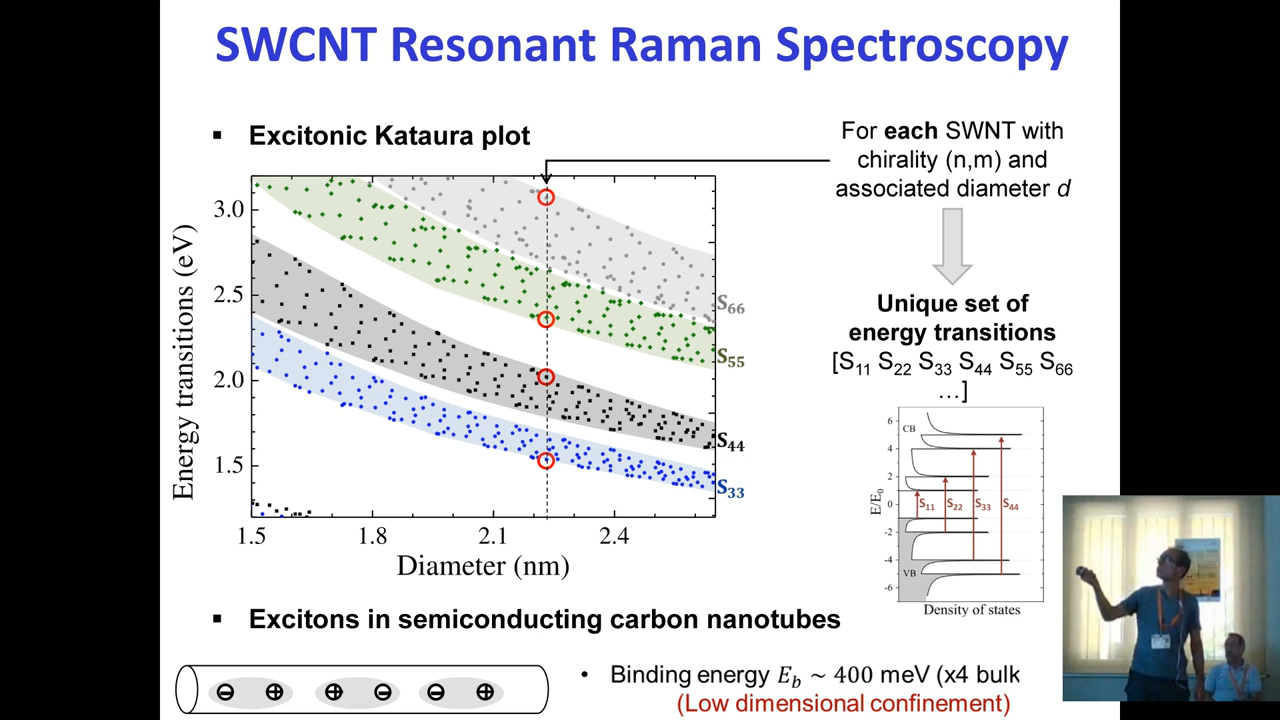 SWCNT Resonant Raman Spectroscopy
▪ Excitonic Kataura plot
For each SWNT with
chirality (n,m) and
associated diameter d
Unique set of
energy transitions
[S₁₁ S₂₂ S₃₃ S₄₄ S₅₅ S₆₆
…]
Energy transitions (eV)
3.0
2.5
2.0
1.5
1.5 1.8 2.1 2.4
Diameter (nm)
S₆₆
S₅₅
S₄₄
S₃₃
E/E₀
6
4
2
0
-2
-4
-6
CB
S₁₁ S₂₂ S₃₃ S₄₄
VB
Density of states
▪ Excitons in semiconducting carbon nanotubes
⊖ ⊕ ⊕ ⊖ ⊖ ⊕
• Binding energy E_b ~ 400 meV (x4 bulk
(Low dimensional confinement)